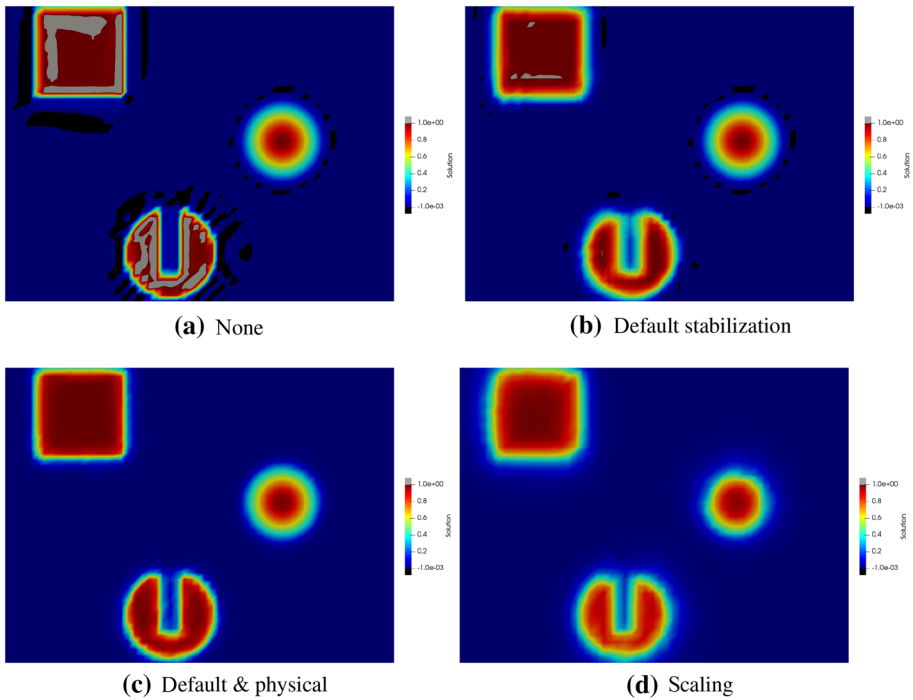 1.0e+00
0.8
0.6
0.4
0.2
-1.0e-03
Solution
1.0e+00
0.8
0.6
0.4
0.2
-1.0e-03
Solution
(a) None
(b) Default stabilization
1.0e+00
0.8
0.6
0.4
0.2
-1.0e-03
Solution
1.0e+00
0.8
0.6
0.4
0.2
-1.0e-03
Solution
(c) Default & physical
(d) Scaling